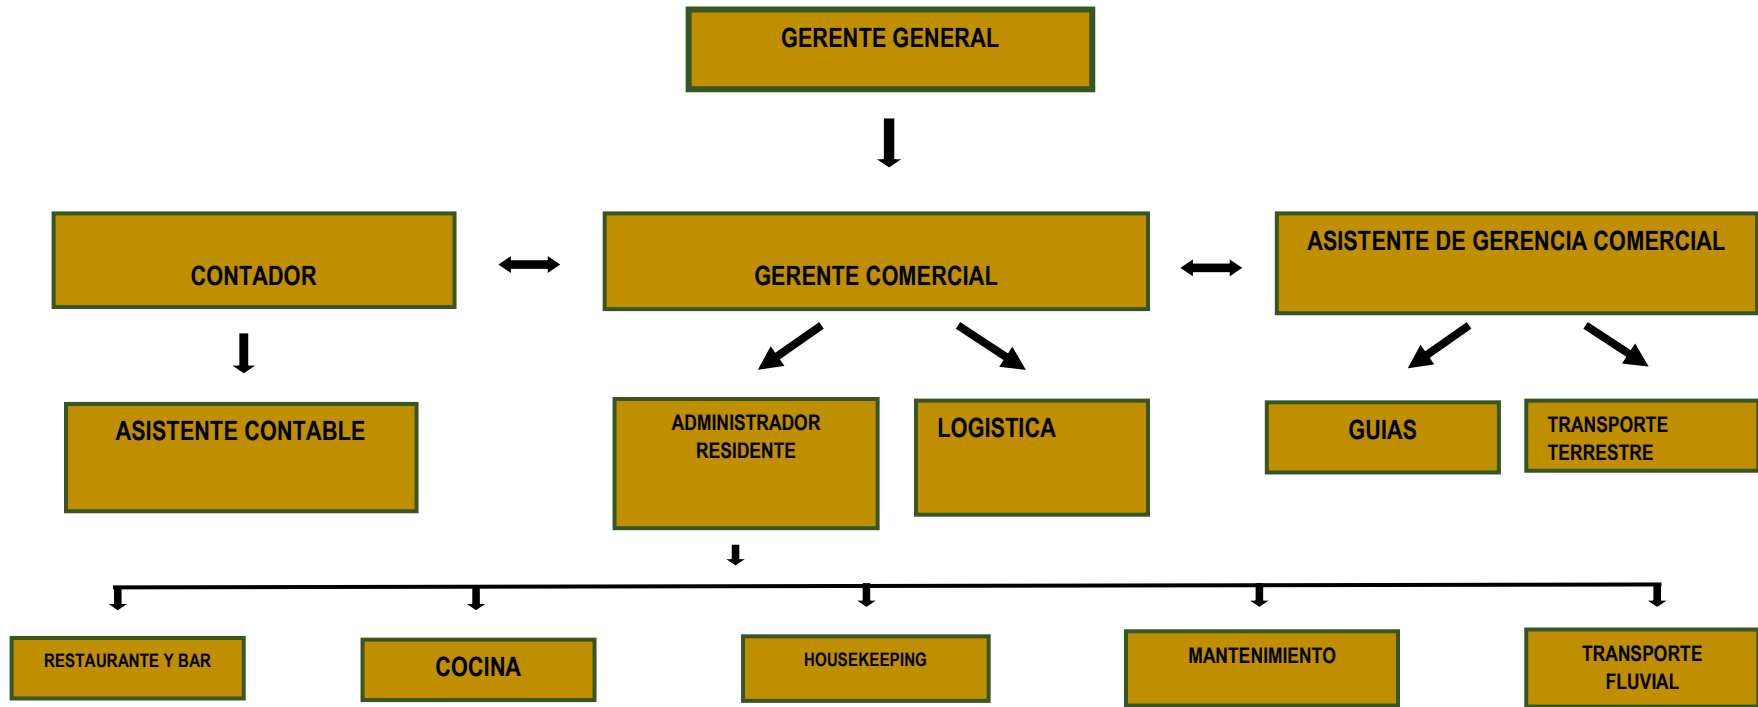 GERENTE GENERAL
CONTADOR
GERENTE COMERCIAL
ASISTENTE DE GERENCIA COMERCIAL
ASISTENTE CONTABLE
ADMINISTRADOR
RESIDENTE
LOGISTICA
GUIAS
TRANSPORTE
TERRESTRE
RESTAURANTE Y BAR
COCINA
HOUSEKEEPING
MANTENIMIENTO
TRANSPORTE
FLUVIAL